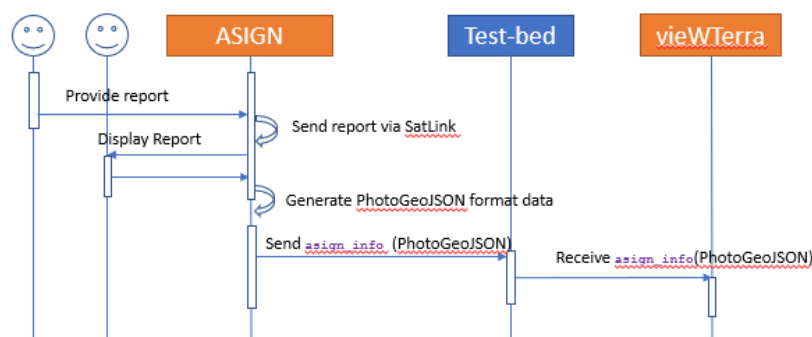 ASIGN
Test-bed
vieWTerra
Provide report
Send report via SatLink
Display Report
Generate PhotoGeoJSON format data
Send asign_info (PhotoGeoJSON)
Receive asign_info(PhotoGeoJSON)